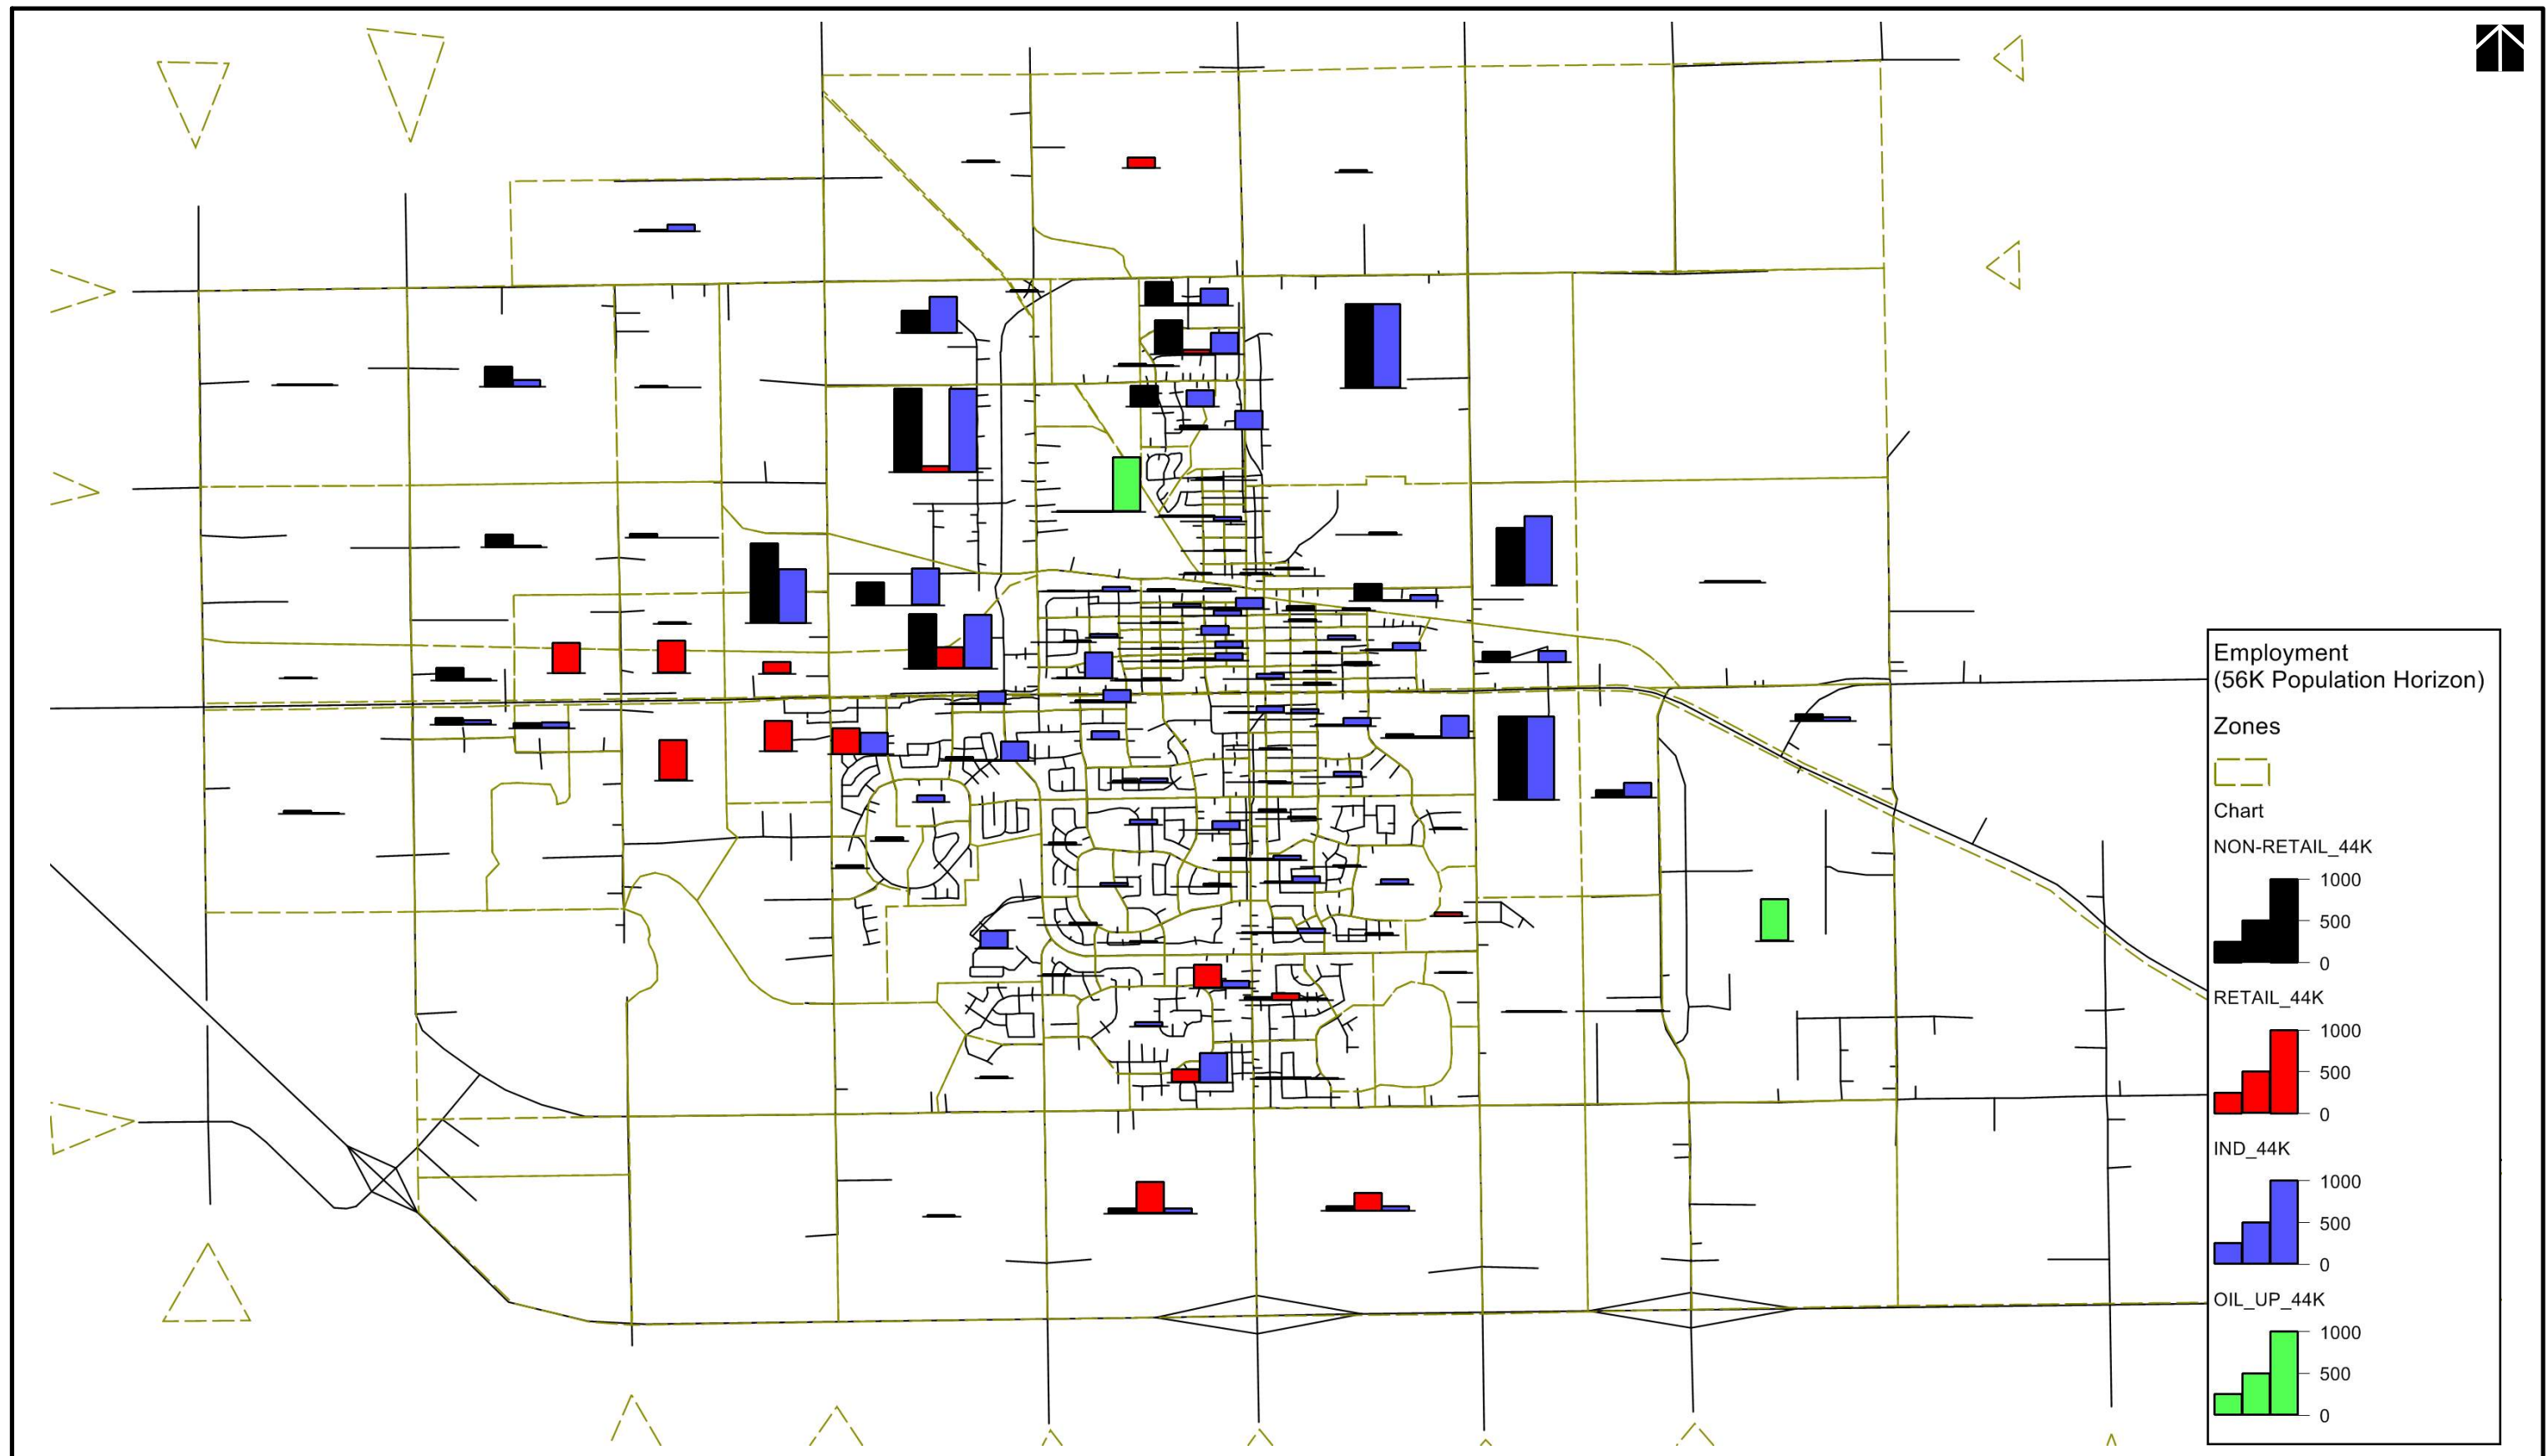 Employment
(56K Population Horizon)
Zones
Chart
NON-RETAIL_44K
1000
500
0
RETAIL_44K
1000
500
0
IND_44K
1000
500
0
OIL_UP_44K
1000
500
0